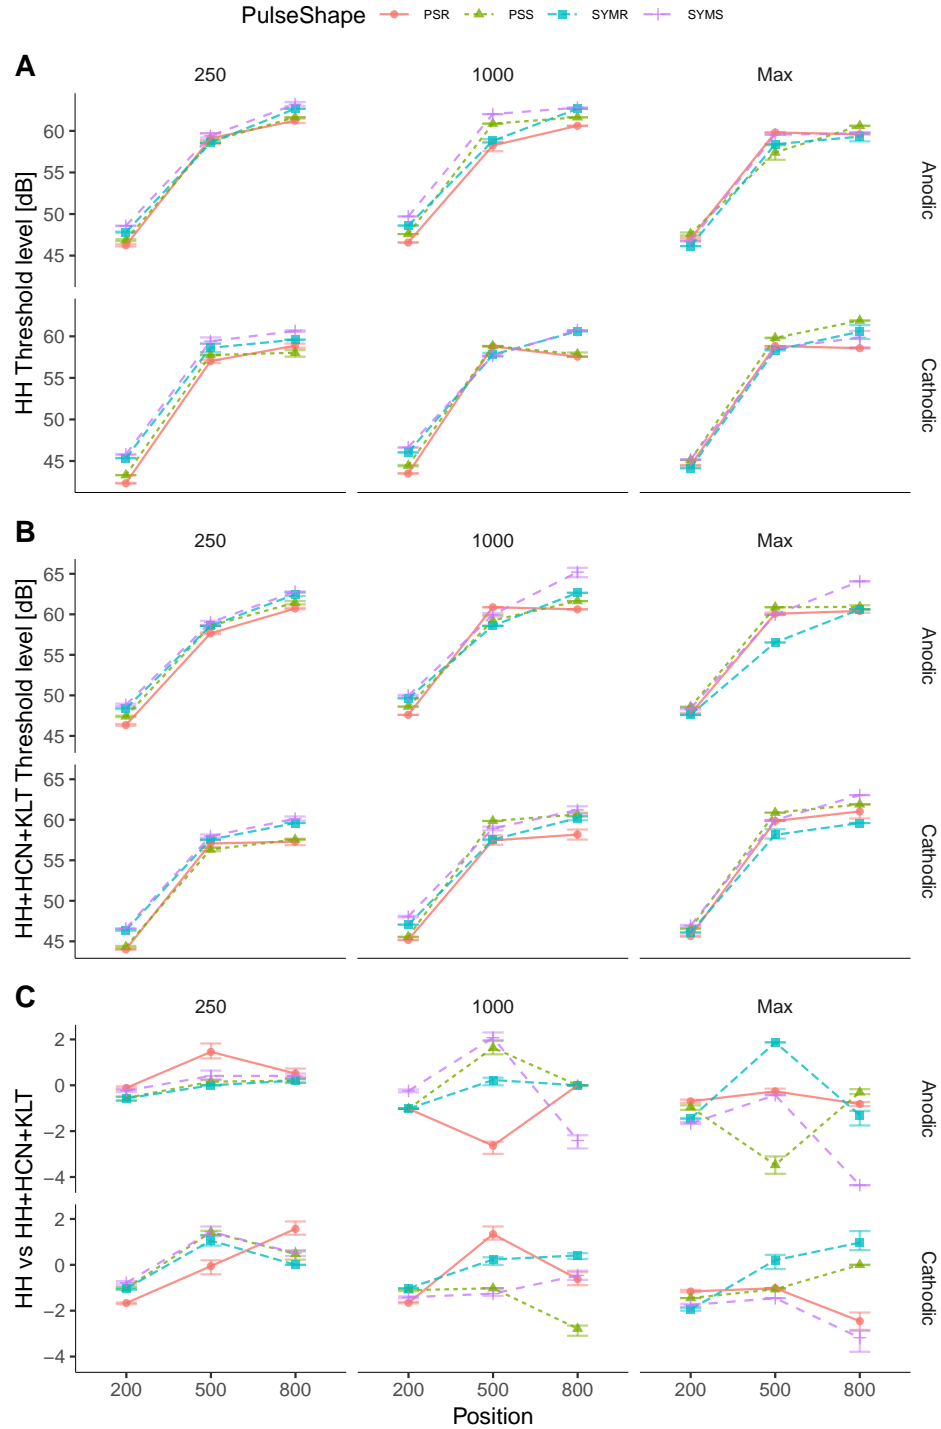 PulseShape PSR PSS SYMR SYMS
A
250 1000 Max
60
55
50
45
Anodic
60
55
50
45
Cathodic
HH Threshold level [dB]
B
250 1000 Max
65
60
55
50
45
Anodic
65
60
55
50
45
Cathodic
HH+HCN+KLT Threshold level [dB]
C
250 1000 Max
2
0
−2
−4
Anodic
2
0
−2
−4
Cathodic
HH vs HH+HCN+KLT
200 500 800 200 500 800 200 500 800
Position